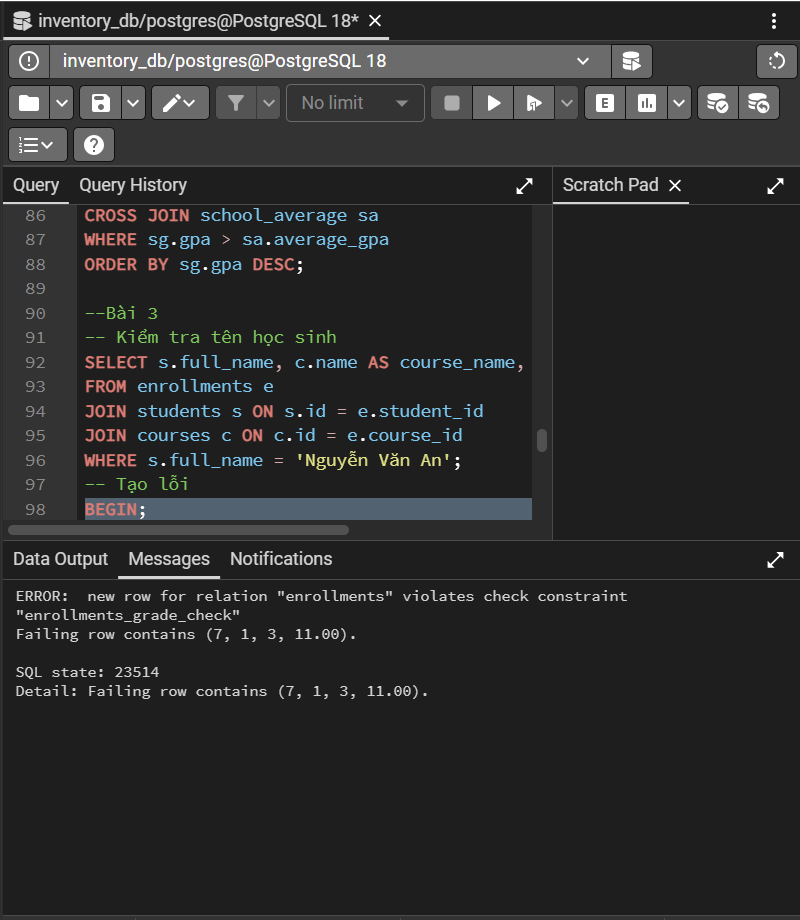 inventory_db/postgres@PostgreSQL 18*
inventory_db/postgres@PostgreSQL 18
No limit
E
Query
Query History
Scratch Pad
86 CROSS JOIN school_average sa
87 WHERE sg.gpa > sa.average_gpa
88 ORDER BY sg.gpa DESC;
89
90 --Bài 3
91 -- Kiểm tra tên học sinh
92 SELECT s.full_name, c.name AS course_name,
93 FROM enrollments e
94 JOIN students s ON s.id = e.student_id
95 JOIN courses c ON c.id = e.course_id
96 WHERE s.full_name = 'Nguyễn Văn An';
97 -- Tạo lỗi
98 BEGIN;
Data Output
Messages
Notifications
ERROR:  new row for relation "enrollments" violates check constraint
"enrollments_grade_check"
Failing row contains (7, 1, 3, 11.00).
SQL state: 23514
Detail: Failing row contains (7, 1, 3, 11.00).